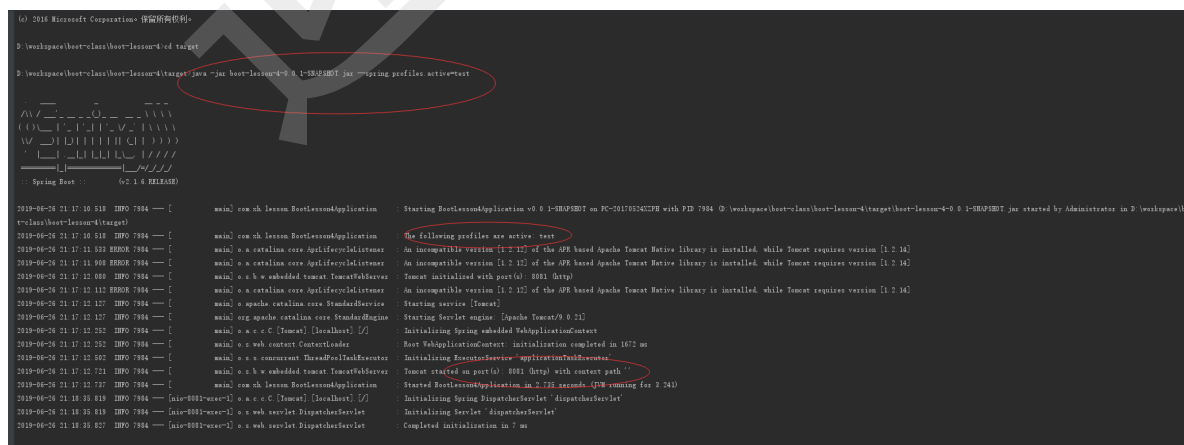 (c) 2016 Microsoft Corporation。保留所有权利。
D:\workspace\boot-class\boot-lesson-4>cd target
D:\workspace\boot-class\boot-lesson-4\target>java -jar boot-lesson-4-0.0.1-SNAPSHOT.jar --spring.profiles.active=test
:: Spring Boot ::        (v2.1.6.RELEASE)
2019-06-26 21:17:10.518  INFO 7984 --- [           main] com.xh.lesson.BootLesson4Application     : Starting BootLesson4Application v0.0.1-SNAPSHOT on PC-20170524XZPH with PID 7984 (D:\workspace\boot-class\boot-lesson-4\target\boot-lesson-4-0.0.1-SNAPSHOT.jar started by Administrator in D:\workspace\b
t-class\boot-lesson-4\target)
2019-06-26 21:17:10.518  INFO 7984 --- [           main] com.xh.lesson.BootLesson4Application     : The following profiles are active: test
2019-06-26 21:17:11.533 ERROR 7984 --- [           main] o.a.catalina.core.AprLifecycleListener   : An incompatible version [1.2.12] of the APR based Apache Tomcat Native library is installed, while Tomcat requires version [1.2.14]
2019-06-26 21:17:11.908 ERROR 7984 --- [           main] o.a.catalina.core.AprLifecycleListener   : An incompatible version [1.2.12] of the APR based Apache Tomcat Native library is installed, while Tomcat requires version [1.2.14]
2019-06-26 21:17:12.080  INFO 7984 --- [           main] o.s.b.w.embedded.tomcat.TomcatWebServer  : Tomcat initialized with port(s): 8081 (http)
2019-06-26 21:17:12.112 ERROR 7984 --- [           main] o.a.catalina.core.AprLifecycleListener   : An incompatible version [1.2.12] of the APR based Apache Tomcat Native library is installed, while Tomcat requires version [1.2.14]
2019-06-26 21:17:12.127  INFO 7984 --- [           main] o.apache.catalina.core.StandardService   : Starting service [Tomcat]
2019-06-26 21:17:12.127  INFO 7984 --- [           main] org.apache.catalina.core.StandardEngine  : Starting Servlet engine: [Apache Tomcat/9.0.21]
2019-06-26 21:17:12.252  INFO 7984 --- [           main] o.a.c.c.C.[Tomcat].[localhost].[/]       : Initializing Spring embedded WebApplicationContext
2019-06-26 21:17:12.252  INFO 7984 --- [           main] o.s.web.context.ContextLoader            : Root WebApplicationContext: initialization completed in 1672 ms
2019-06-26 21:17:12.502  INFO 7984 --- [           main] o.s.s.concurrent.ThreadPoolTaskExecutor  : Initializing ExecutorService 'applicationTaskExecutor'
2019-06-26 21:17:12.721  INFO 7984 --- [           main] o.s.b.w.embedded.tomcat.TomcatWebServer  : Tomcat started on port(s): 8081 (http) with context path ''
2019-06-26 21:17:12.737  INFO 7984 --- [           main] com.xh.lesson.BootLesson4Application     : Started BootLesson4Application in 2.735 seconds (JVM running for 3.241)
2019-06-26 21:18:35.819  INFO 7984 --- [nio-8081-exec-1] o.a.c.c.C.[Tomcat].[localhost].[/]       : Initializing Spring DispatcherServlet 'dispatcherServlet'
2019-06-26 21:18:35.819  INFO 7984 --- [nio-8081-exec-1] o.s.web.servlet.DispatcherServlet        : Initializing Servlet 'dispatcherServlet'
2019-06-26 21:18:35.827  INFO 7984 --- [nio-8081-exec-1] o.s.web.servlet.DispatcherServlet        : Completed initialization in 7 ms